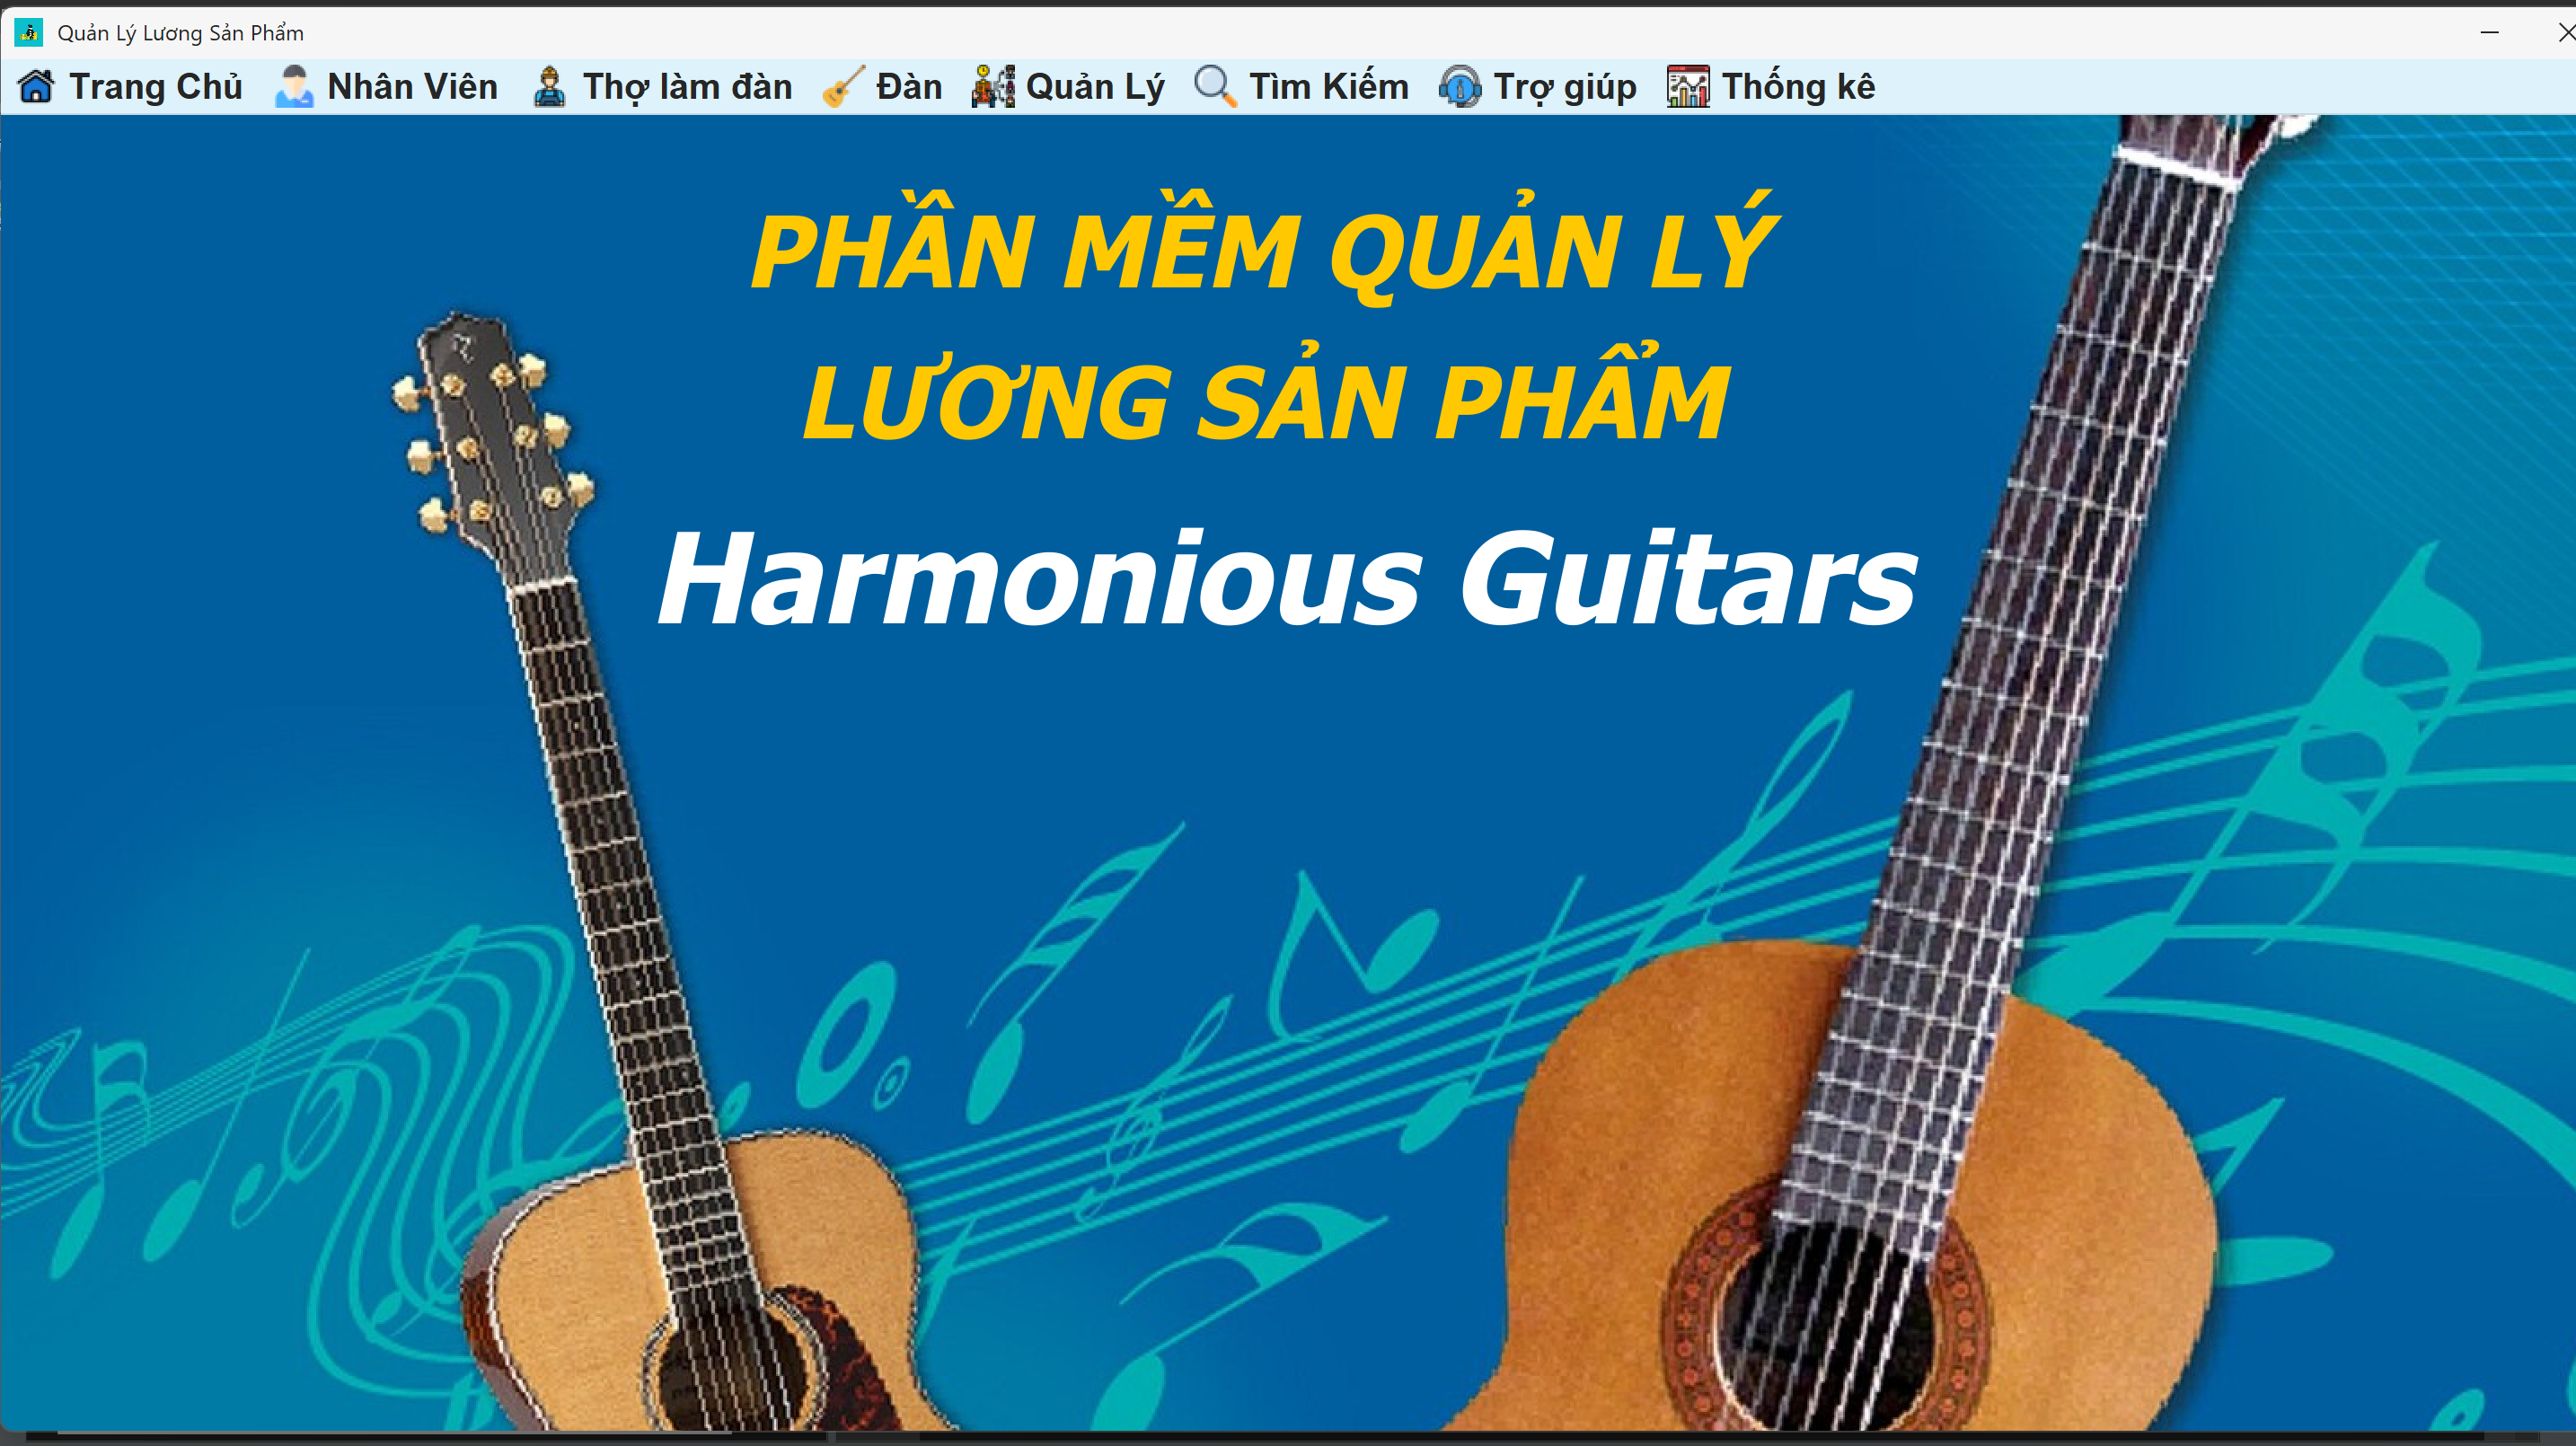 Quản Lý Lương Sản Phẩm
Trang Chủ Nhân Viên Thợ làm đàn Đàn Quản Lý Tìm Kiếm Trợ giúp Thống kê
PHẦN MỀM QUẢN LÝ
LƯƠNG SẢN PHẨM
Harmonious Guitars